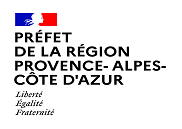 PRÉFET
DE LA RÉGION
PROVENCE- ALPES-
CÔTE D'AZUR
Liberté
Égalité
Fraternité